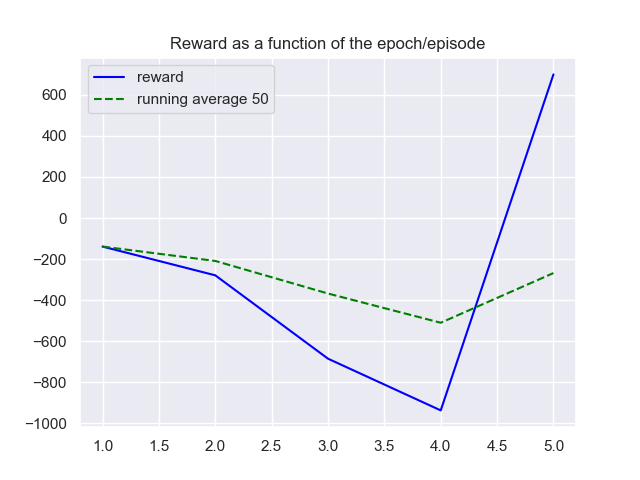 Reward as a function of the epoch/episode
reward
running average 50
600
400
200
0
−200
−400
−600
−800
−1000
1.0 1.5 2.0 2.5 3.0 3.5 4.0 4.5 5.0